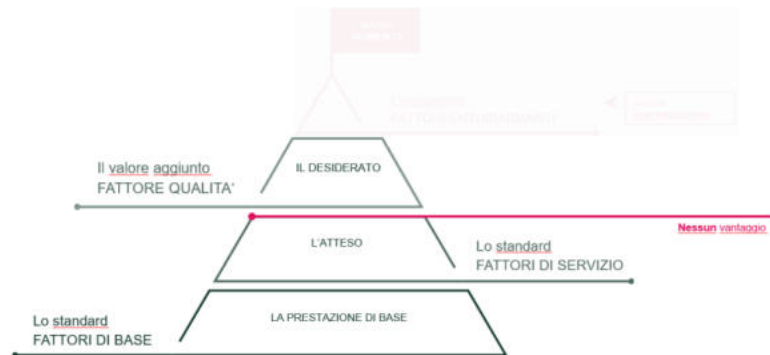 Il valore aggiunto
FATTORE QUALITA'
IL DESIDERATO
Nessun vantaggio
L'ATTESO
Lo standard
FATTORI DI SERVIZIO
LA PRESTAZIONE DI BASE
Lo standard
FATTORI DI BASE